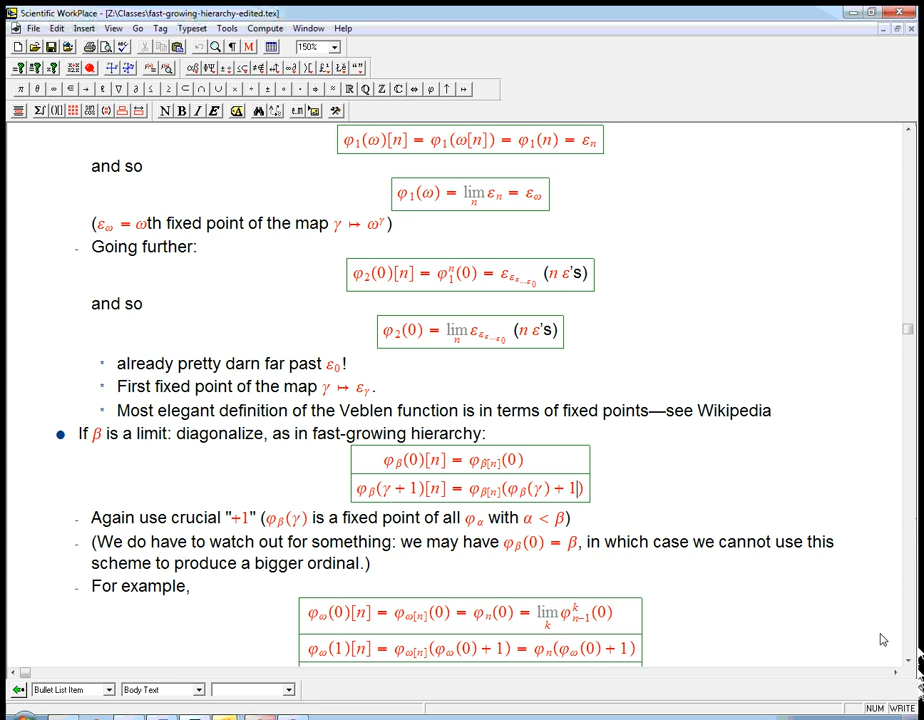 Scientific WorkPlace - [Z:\Classes\fast-growing-hierarchy-edited.tex]
File Edit Insert View Go Tag Typeset Tools Compute Window Help
150%
N B I E
φ₁(ω)[n] = φ₁(ω[n]) = φ₁(n) = εₙ
and so
φ₁(ω) = lim_n εₙ = ε_ω
(ε_ω = ωth fixed point of the map γ ↦ ω^γ)
- Going further:
φ₂(0)[n] = φ₁ⁿ(0) = ε_{ε_{ε…ε₀}} (n ε's)
and so
φ₂(0) = lim_n ε_{ε_{ε…ε₀}} (n ε's)
* already pretty darn far past ε₀!
* First fixed point of the map γ ↦ ε_γ.
* Most elegant definition of the Veblen function is in terms of fixed points—see Wikipedia
● If β is a limit: diagonalize, as in fast-growing hierarchy:
φ_β(0)[n] = φ_{β[n]}(0)
φ_β(γ + 1)[n] = φ_{β[n]}(φ_β(γ) + 1)
- Again use crucial "+1" (φ_β(γ) is a fixed point of all φ_α with α < β)
- (We do have to watch out for something: we may have φ_β(0) = β, in which case we cannot use this
scheme to produce a bigger ordinal.)
- For example,
φ_ω(0)[n] = φ_{ω[n]}(0) = φₙ(0) = lim_k φ^k_{n-1}(0)
φ_ω(1)[n] = φ_{ω[n]}(φ_ω(0) + 1) = φₙ(φ_ω(0) + 1)
Bullet List Item Body Text
NUM WRITE